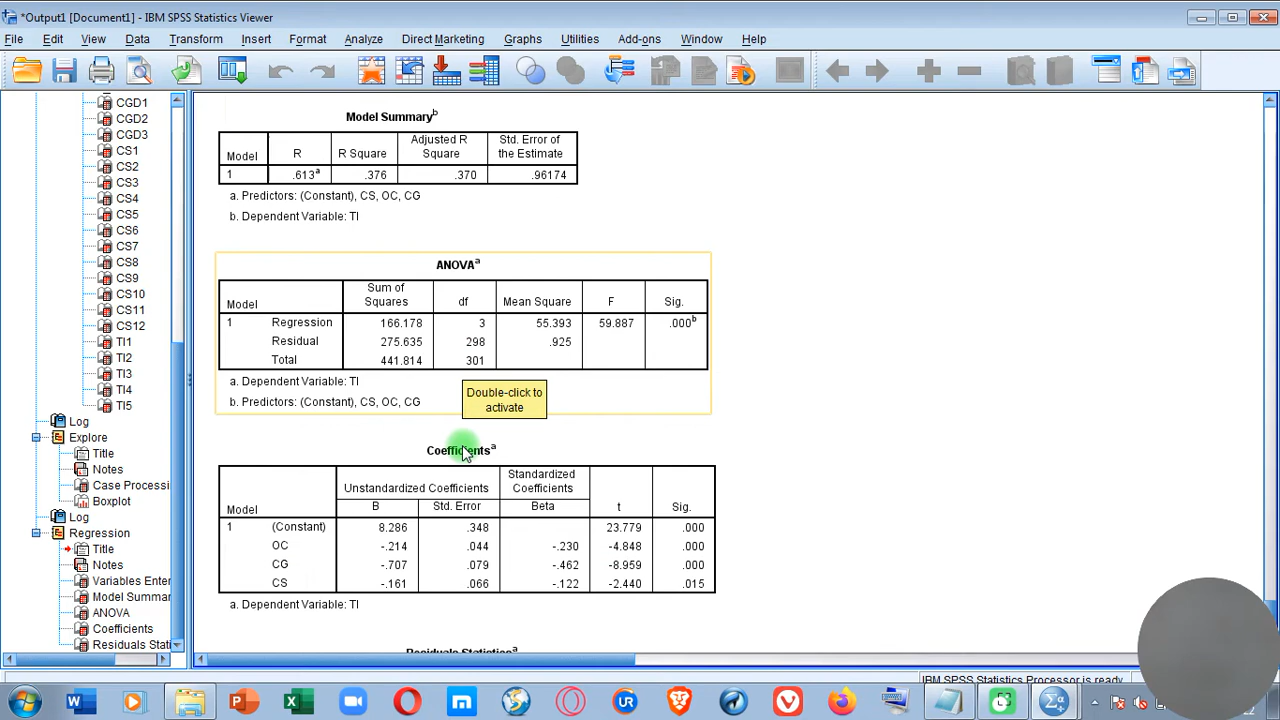 *Output1 [Document1] - IBM SPSS Statistics Viewer
File Edit View Data Transform Insert Format Analyze Direct Marketing Graphs Utilities Add-ons Window Help
CGD1
CGD2
CGD3
CS1
CS2
CS3
CS4
CS5
CS6
CS7
CS8
CS9
CS10
CS11
CS12
TI1
TI2
TI3
TI4
TI5
Log
Explore
Title
Notes
Case Processi
Boxplot
Log
Regression
Title
Notes
Variables Enter
Model Summar
ANOVA
Coefficients
Residuals Stati
Model Summaryb
Model R R Square Adjusted R Square Std. Error of the Estimate
1 .613a .376 .370 .96174
a. Predictors: (Constant), CS, OC, CG
b. Dependent Variable: TI
ANOVAa
Model Sum of Squares df Mean Square F Sig.
1 Regression 166.178 3 55.393 59.887 .000b
Residual 275.635 298 .925
Total 441.814 301
a. Dependent Variable: TI
b. Predictors: (Constant), CS, OC, CG
Double-click to
activate
Coefficientsa
Model Unstandardized Coefficients Standardized Coefficients t Sig.
B Std. Error Beta
1 (Constant) 8.286 .348 23.779 .000
OC -.214 .044 -.230 -4.848 .000
CG -.707 .079 -.462 -8.959 .000
CS -.161 .066 -.122 -2.440 .015
a. Dependent Variable: TI
Residuals Statisticsa
IBM SPSS Statistics Processor is ready